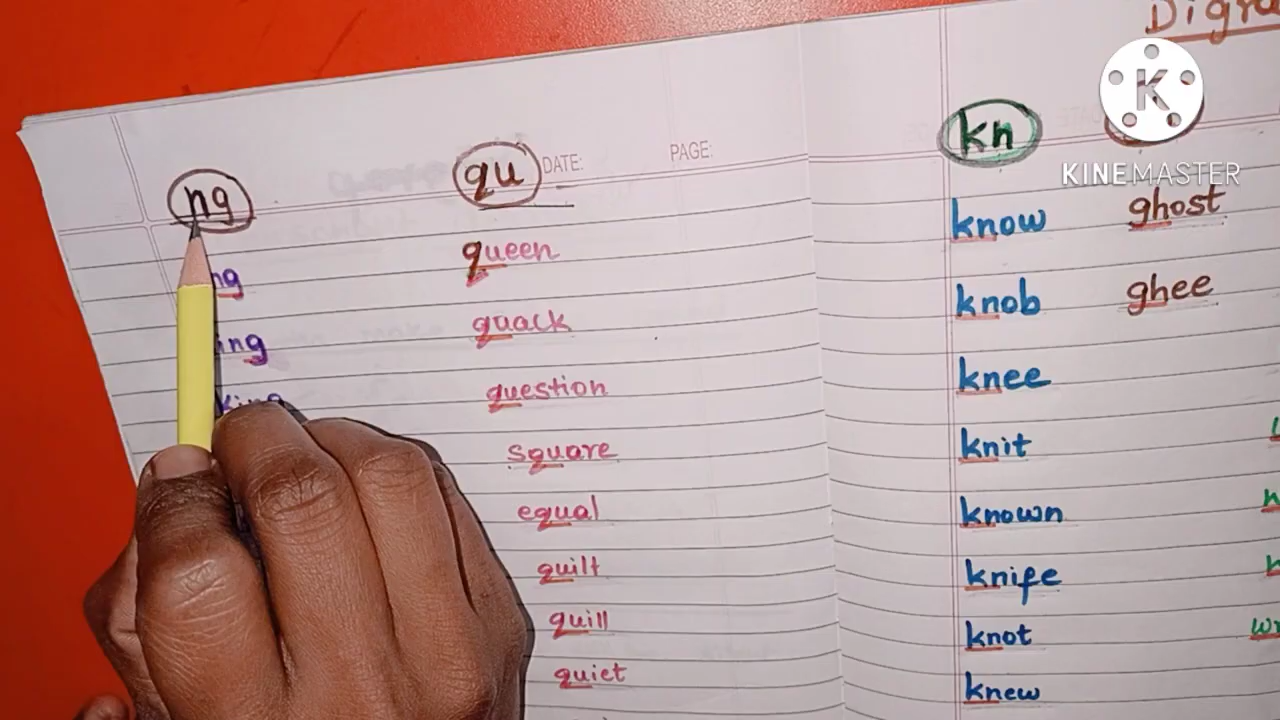 Digra
K
KINEMASTER
ng qu DATE: PAGE: kn
queen know ghost
quack knob ghee
question knee
square knit
equal known
quilt knife
quill knot
quiet knew